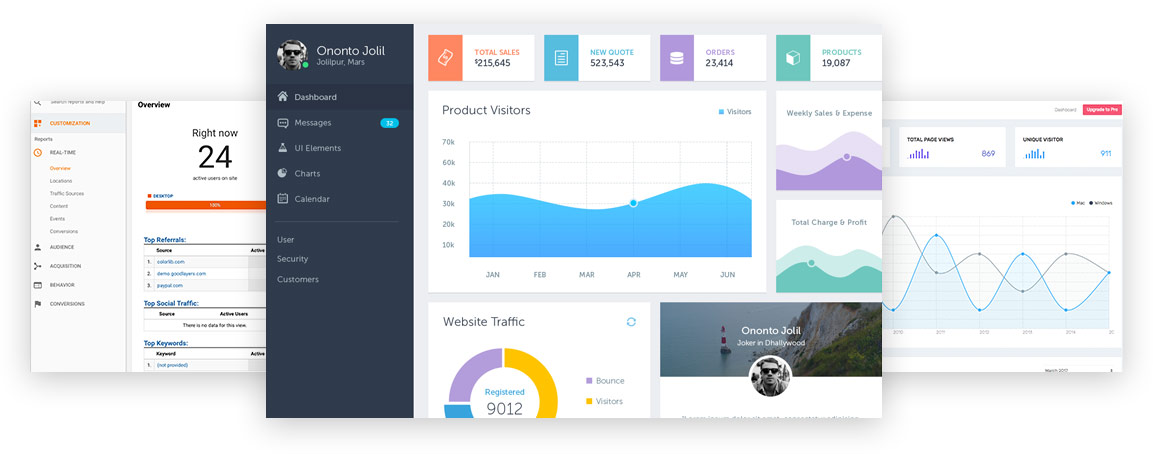 Search reports and help
CUSTOMIZATION
Reports
REAL-TIME
Overview
Locations
Traffic Sources
Content
Events
Conversions
AUDIENCE
ACQUISITION
BEHAVIOR
CONVERSIONS
Overview
Right now
24
active users on site
DESKTOP
100%
Top Referrals:
Source Active
1. colorlib.com
2. demo.goodlayers.com
3. paypal.com
Top Social Traffic:
Source Active Users
There is no data for this view.
Top Keywords:
Keyword Active
1. (not provided)
Ononto Jolil
Jolilpur, Mars
Dashboard
Messages 32
UI Elements
Charts
Calendar
User
Security
Customers
TOTAL SALES
$215,645
NEW QUOTE
523,543
ORDERS
23,414
PRODUCTS
19,087
Product Visitors
Visitors
70k
60k
50k
40k
30k
20k
10k
JAN FEB MAR APR MAY JUN
Weekly Sales & Expense
Total Charge & Profit
Website Traffic
Registered
9012
Bounce
Visitors
Ononto Jolil
Joker in Dhallywood
Dashboard Upgrade to Pro
TOTAL PAGE VIEWS
869
UNIQUE VISITOR
911
Mac Windows
2010 2011 2012 2013 2014
March 2017